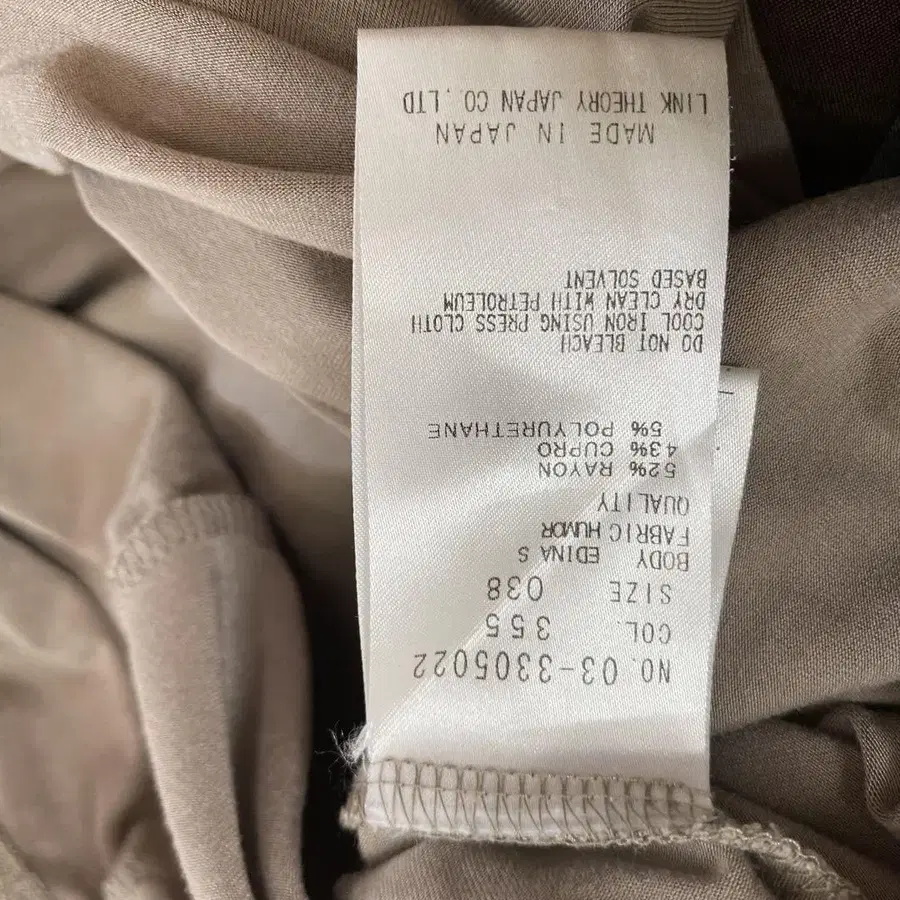 NO. 03-3305022
COL. 355
SIZE 038
BODY EDINA S
FABRIC HUMOR
QUALITY
52% RAYON
43% CUPRO
5% POLYURETHANE
DO NOT BLEACH
COOL IRON USING PRESS CLOTH
DRY CLEAN WITH PETROLEUM
BASED SOLVENT
MADE IN JAPAN
LINK THEORY JAPAN CO.,LTD